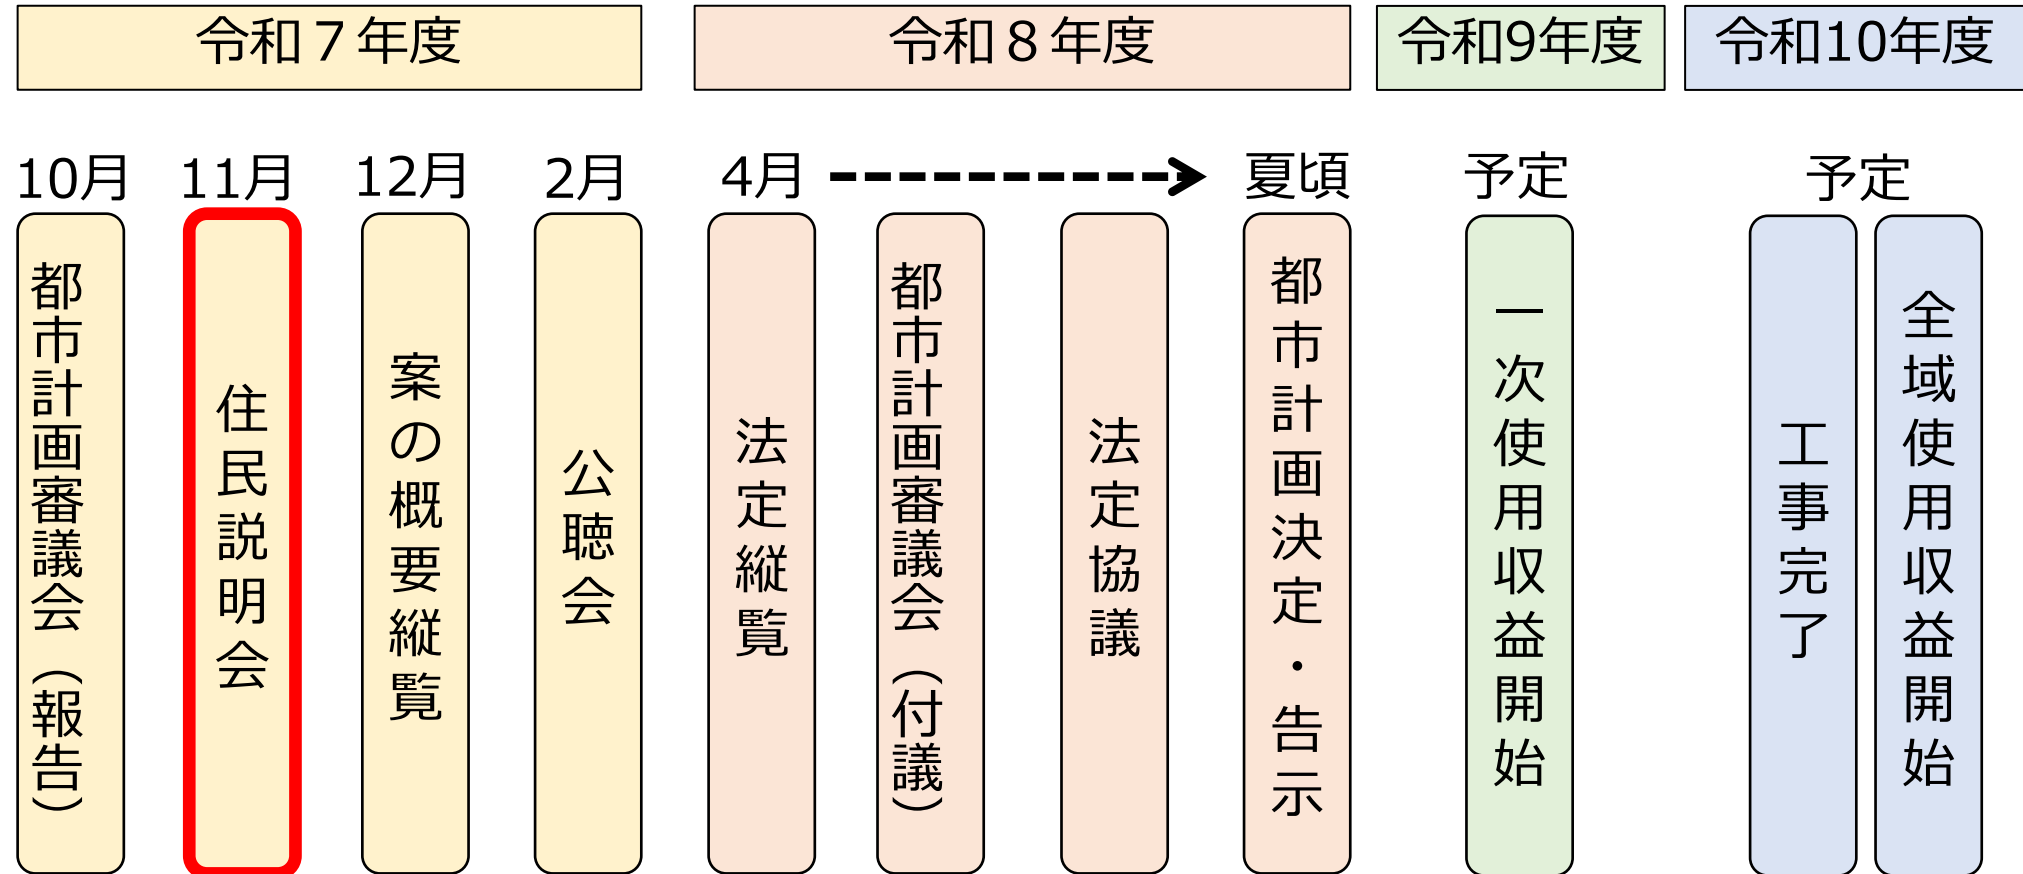 令和７年度
令和８年度
令和9年度
令和10年度
10月
11月
12月
2月
4月
夏頃
予定
予定
都市計画審議会（報告）
住民説明会
案の概要縦覧
公聴会
法定縦覧
都市計画審議会（付議）
法定協議
都市計画決定・告示
一次使用収益開始
工事完了
全域使用収益開始